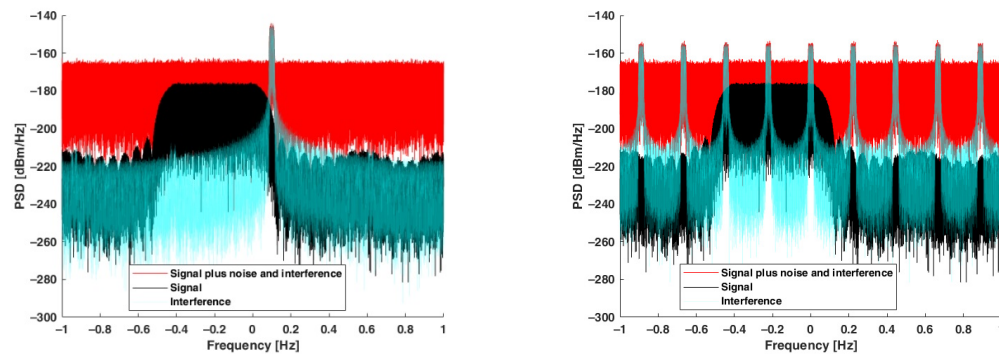 -140
-160
-180
-200
-220
-240
-260
-280
-300
PSD [dBm/Hz]
Signal plus noise and interference
Signal
Interference
-1 -0.8 -0.6 -0.4 -0.2 0 0.2 0.4 0.6 0.8 1
Frequency [Hz]
-140
-160
-180
-200
-220
-240
-260
-280
-300
PSD [dBm/Hz]
Signal plus noise and interference
Signal
Interference
-1 -0.8 -0.6 -0.4 -0.2 0 0.2 0.4 0.6 0.8
Frequency [Hz]